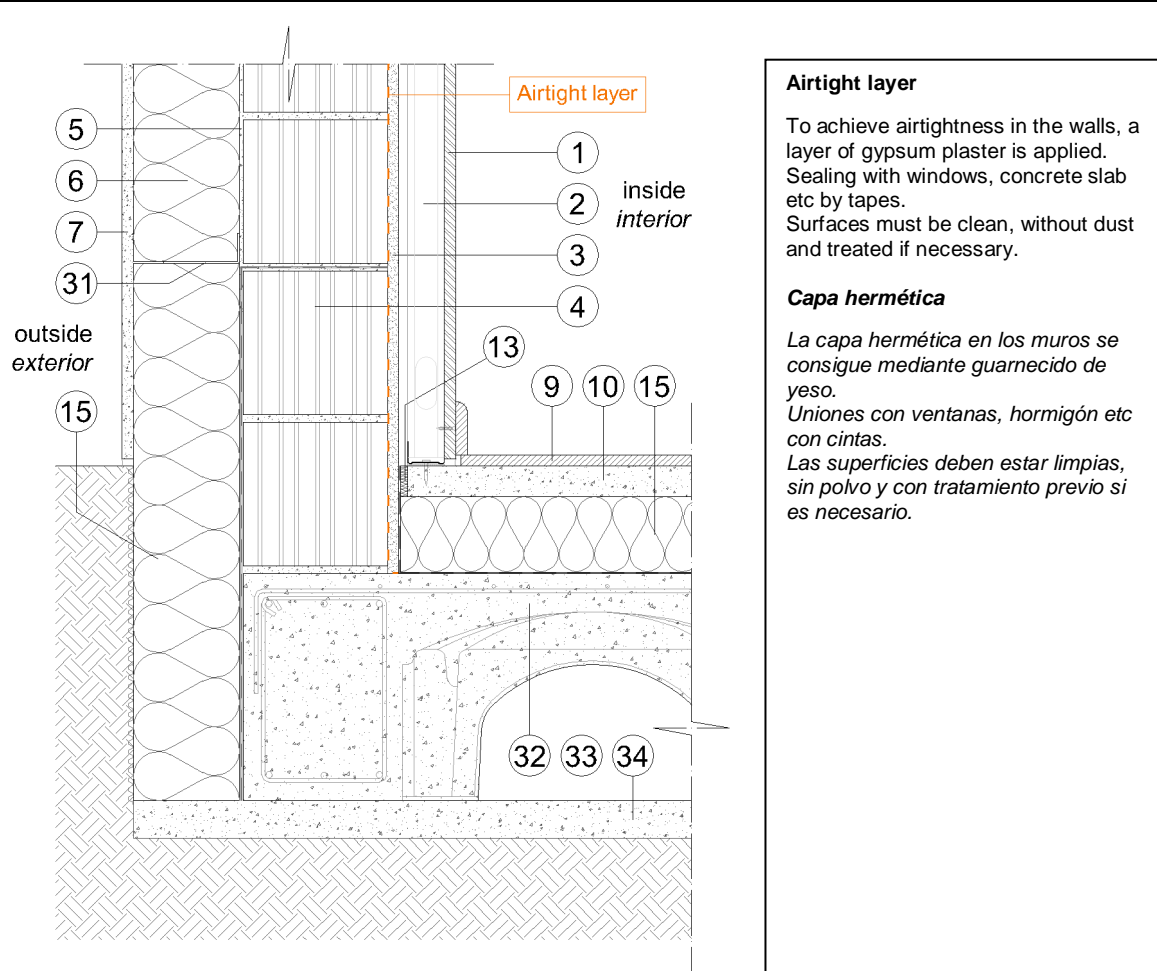 Airtight layer
5
1
6
inside
2
interior
7
3
31
4
outside
exterior
13
9 10 15
15
32 33 34
Airtight layer
To achieve airtightness in the walls, a
layer of gypsum plaster is applied.
Sealing with windows, concrete slab
etc by tapes.
Surfaces must be clean, without dust
and treated if necessary.
Capa hermética
La capa hermética en los muros se
consigue mediante guarnecido de
yeso.
Uniones con ventanas, hormigón etc
con cintas.
Las superficies deben estar limpias,
sin polvo y con tratamiento previo si
es necesario.